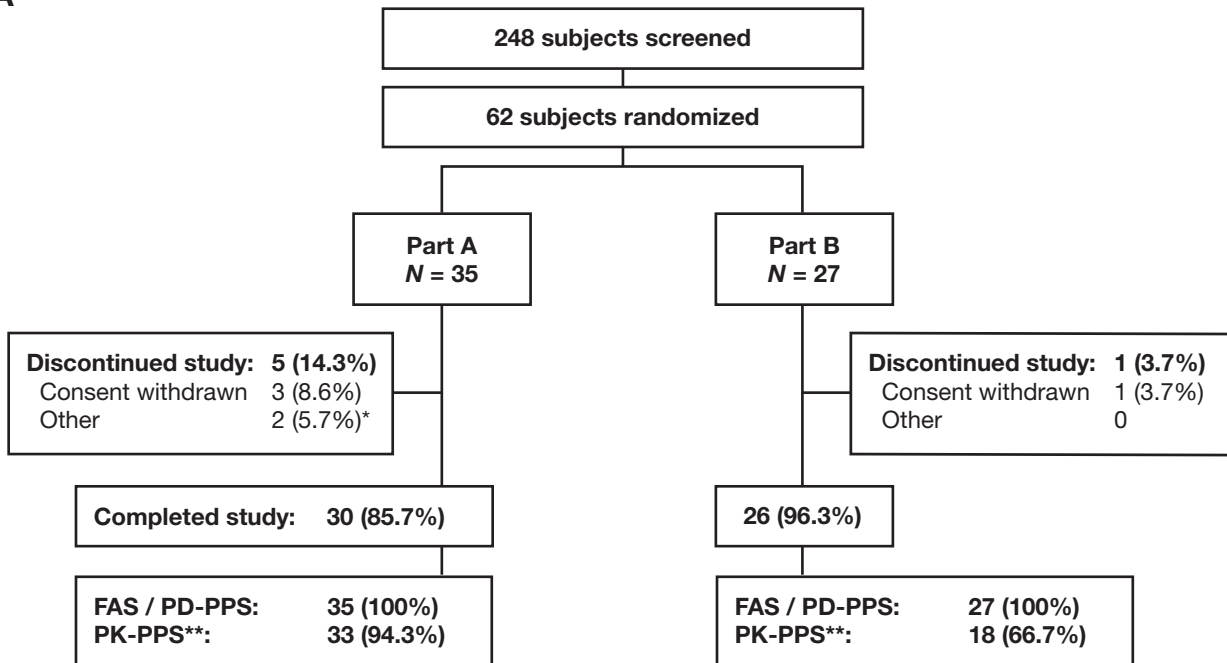 A
248 subjects screened
62 subjects randomized
Part A
N = 35
Part B
N = 27
Discontinued study: 5 (14.3%)
Consent withdrawn 3 (8.6%)
Other 2 (5.7%)*
Discontinued study: 1 (3.7%)
Consent withdrawn 1 (3.7%)
Other 0
Completed study: 30 (85.7%)
26 (96.3%)
FAS / PD-PPS: 35 (100%)
PK-PPS**: 33 (94.3%)
FAS / PD-PPS: 27 (100%)
PK-PPS**: 18 (66.7%)